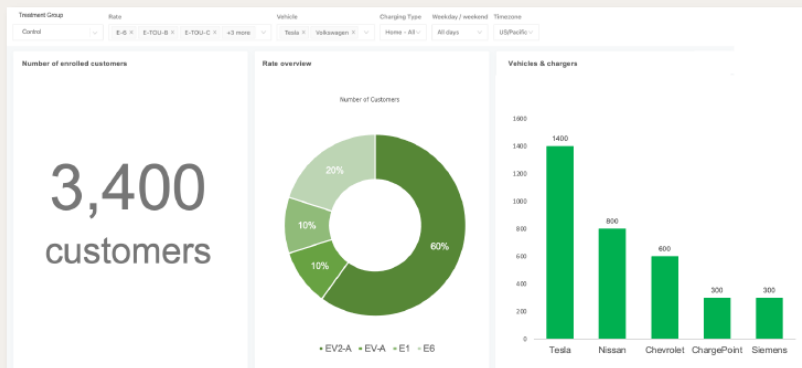 Treatment Group
Rate
Vehicle
Charging Type
Weekday / weekend
Timezone
Control
E-6 × E-TOU-B × E-TOU-C × +3 more
Tesla × Volkswagen ×
Home - All
All days
US/Pacific
Number of enrolled customers
3,400
customers
Rate overview
Number of Customers
20%
10%
10%
60%
• EV2-A • EV-A • E1 • E6
Vehicles & chargers
1600
1400
1200
1000
800
600
400
200
0
1400
800
600
300
300
Tesla
Nissan
Chevrolet
ChargePoint
Siemens